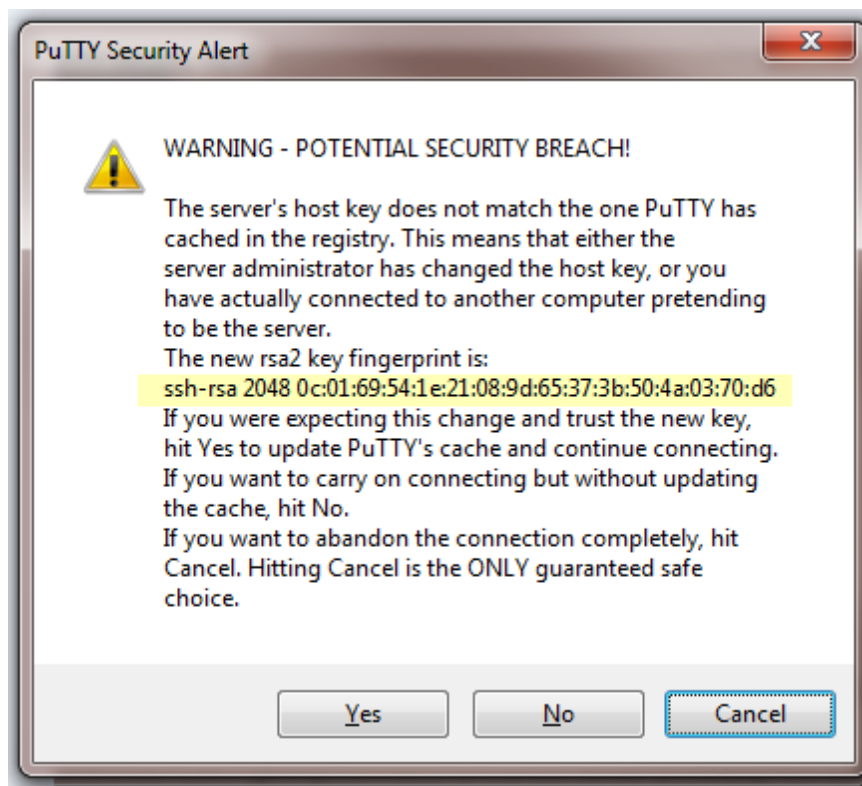 PuTTY Security Alert
WARNING - POTENTIAL SECURITY BREACH!
The server's host key does not match the one PuTTY has
cached in the registry. This means that either the
server administrator has changed the host key, or you
have actually connected to another computer pretending
to be the server.
The new rsa2 key fingerprint is:
ssh-rsa 2048 0c:01:69:54:1e:21:08:9d:65:37:3b:50:4a:03:70:d6
If you were expecting this change and trust the new key,
hit Yes to update PuTTY's cache and continue connecting.
If you want to carry on connecting but without updating
the cache, hit No.
If you want to abandon the connection completely, hit
Cancel. Hitting Cancel is the ONLY guaranteed safe
choice.
Yes No Cancel